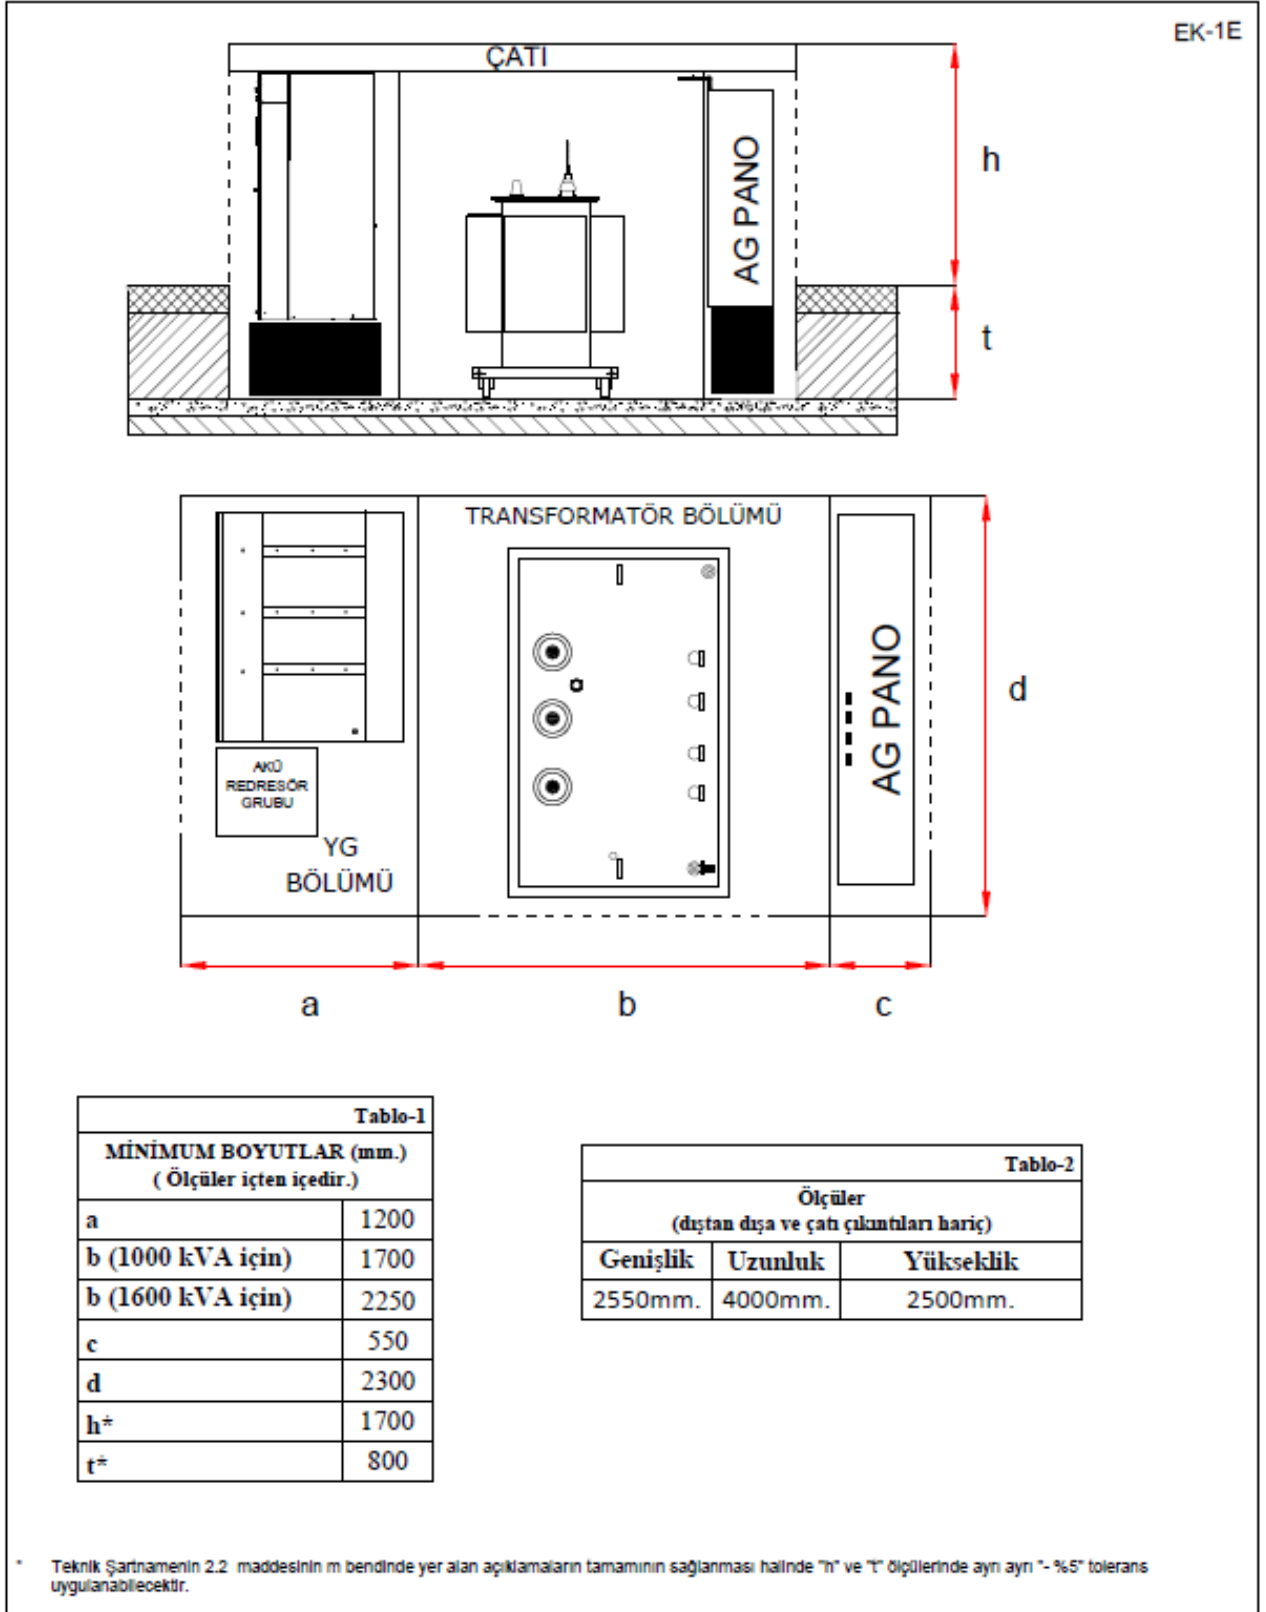 EK-1E
ÇATI
h
AG PANO
t
TRANSFORMATÖR BÖLÜMÜ
AG PANO
d
AKÜ
REDRESÖR
GRUBU
YG
BÖLÜMÜ
a
b
c
Tablo-1
MİNİMUM BOYUTLAR (mm.)
( Ölçüler içten içedir.)
a 1200
b (1000 kVA için) 1700
b (1600 kVA için) 2250
c 550
d 2300
h* 1700
t* 800
Tablo-2
Ölçüler
(dıştan dışa ve çatı çıkıntıları hariç)
Genişlik Uzunluk Yükseklik
2550mm. 4000mm. 2500mm.
* Teknik Şartnamenin 2.2 maddesinin m bendinde yer alan açıklamaların tamamının sağlanması halinde "h" ve "t" ölçülerinde ayrı ayrı "- %5" tolerans
uygulanabilecektir.